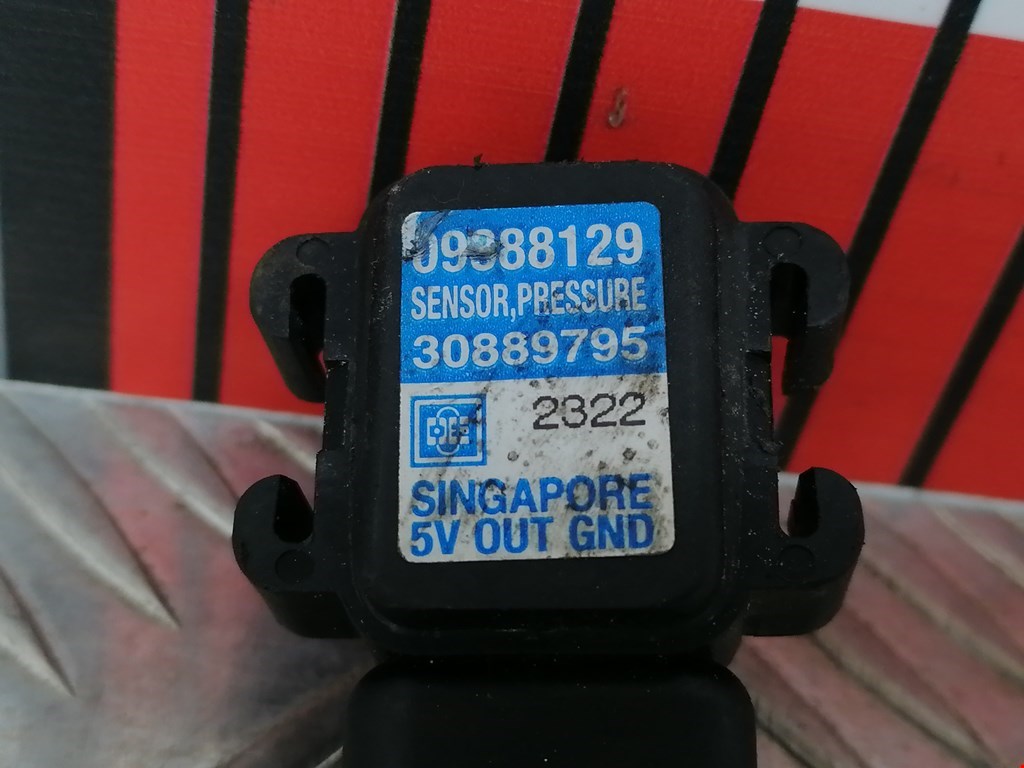 09388129
SENSOR,PRESSURE
30889795
2322
SINGAPORE
5V OUT GND